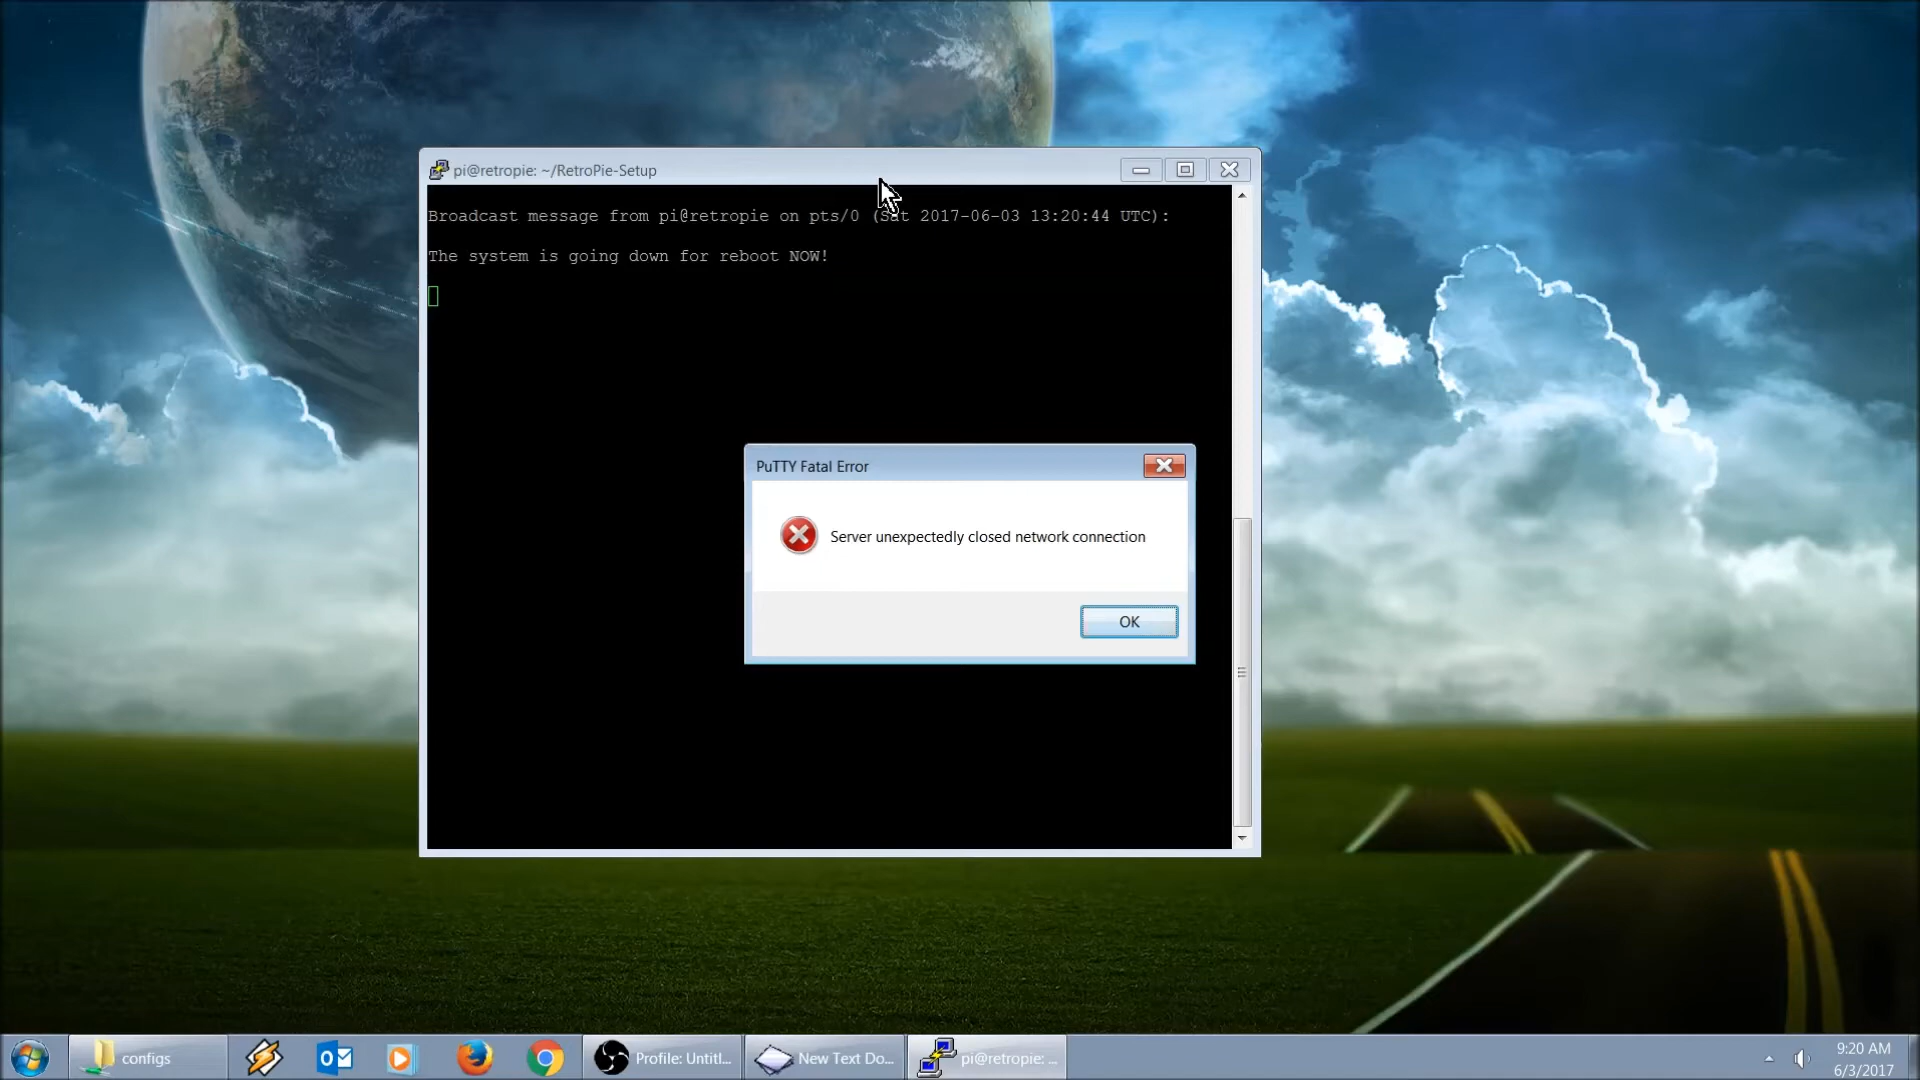 pi@retropie: ~/RetroPie-Setup
Broadcast message from pi@retropie on pts/0 (Sat 2017-06-03 13:20:44 UTC):
The system is going down for reboot NOW!
PuTTY Fatal Error
Server unexpectedly closed network connection
OK
configs
Profile: Untitl...
New Text Do...
pi@retropie: ...
9:20 AM
6/3/2017